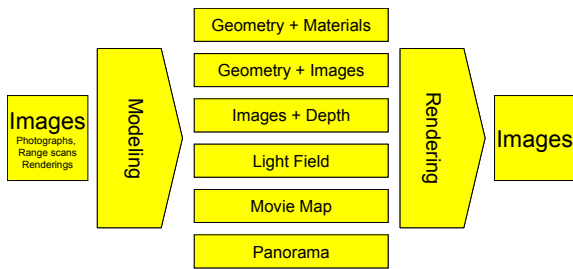 Images
Photographs,
Range scans
Renderings
Modeling
Geometry + Materials
Geometry + Images
Images + Depth
Light Field
Movie Map
Panorama
Rendering
Images